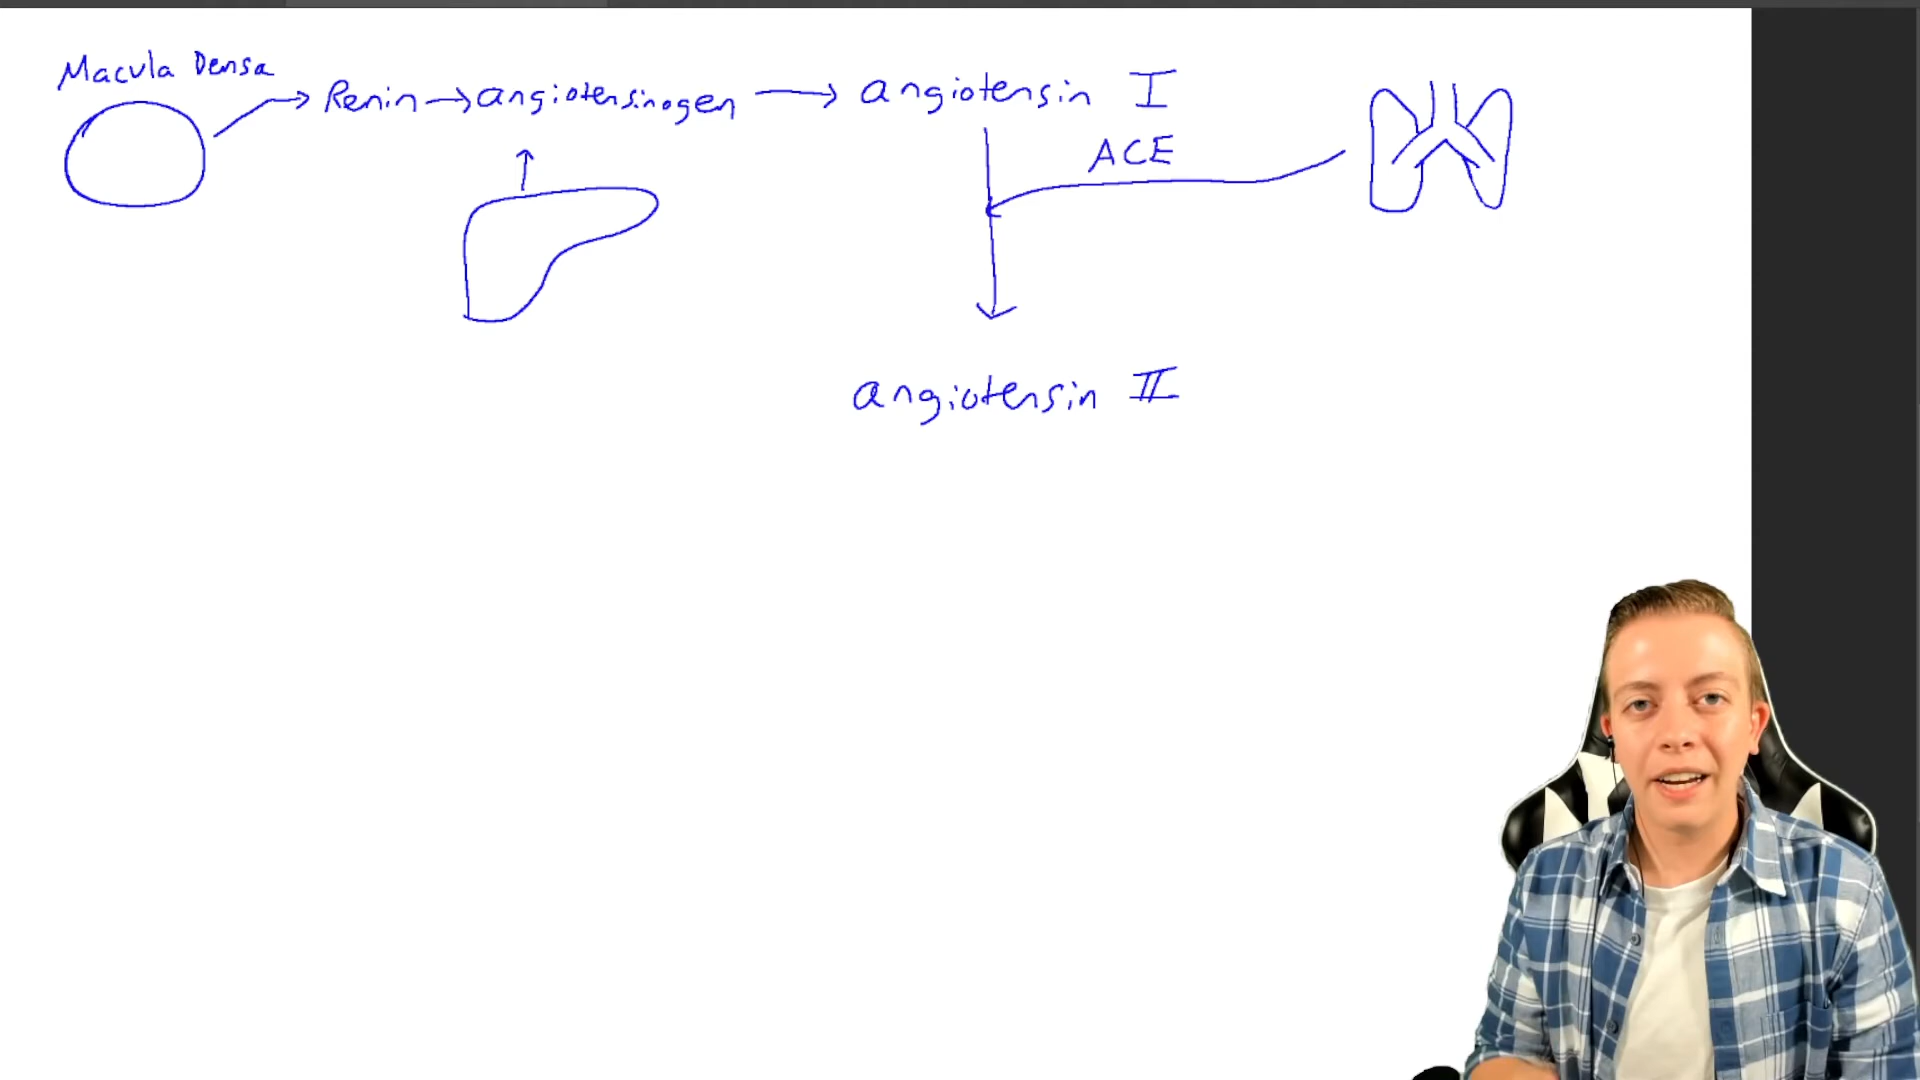 Macula Densa
Renin → angiotensinogen → angiotensin I
ACE
angiotensin II